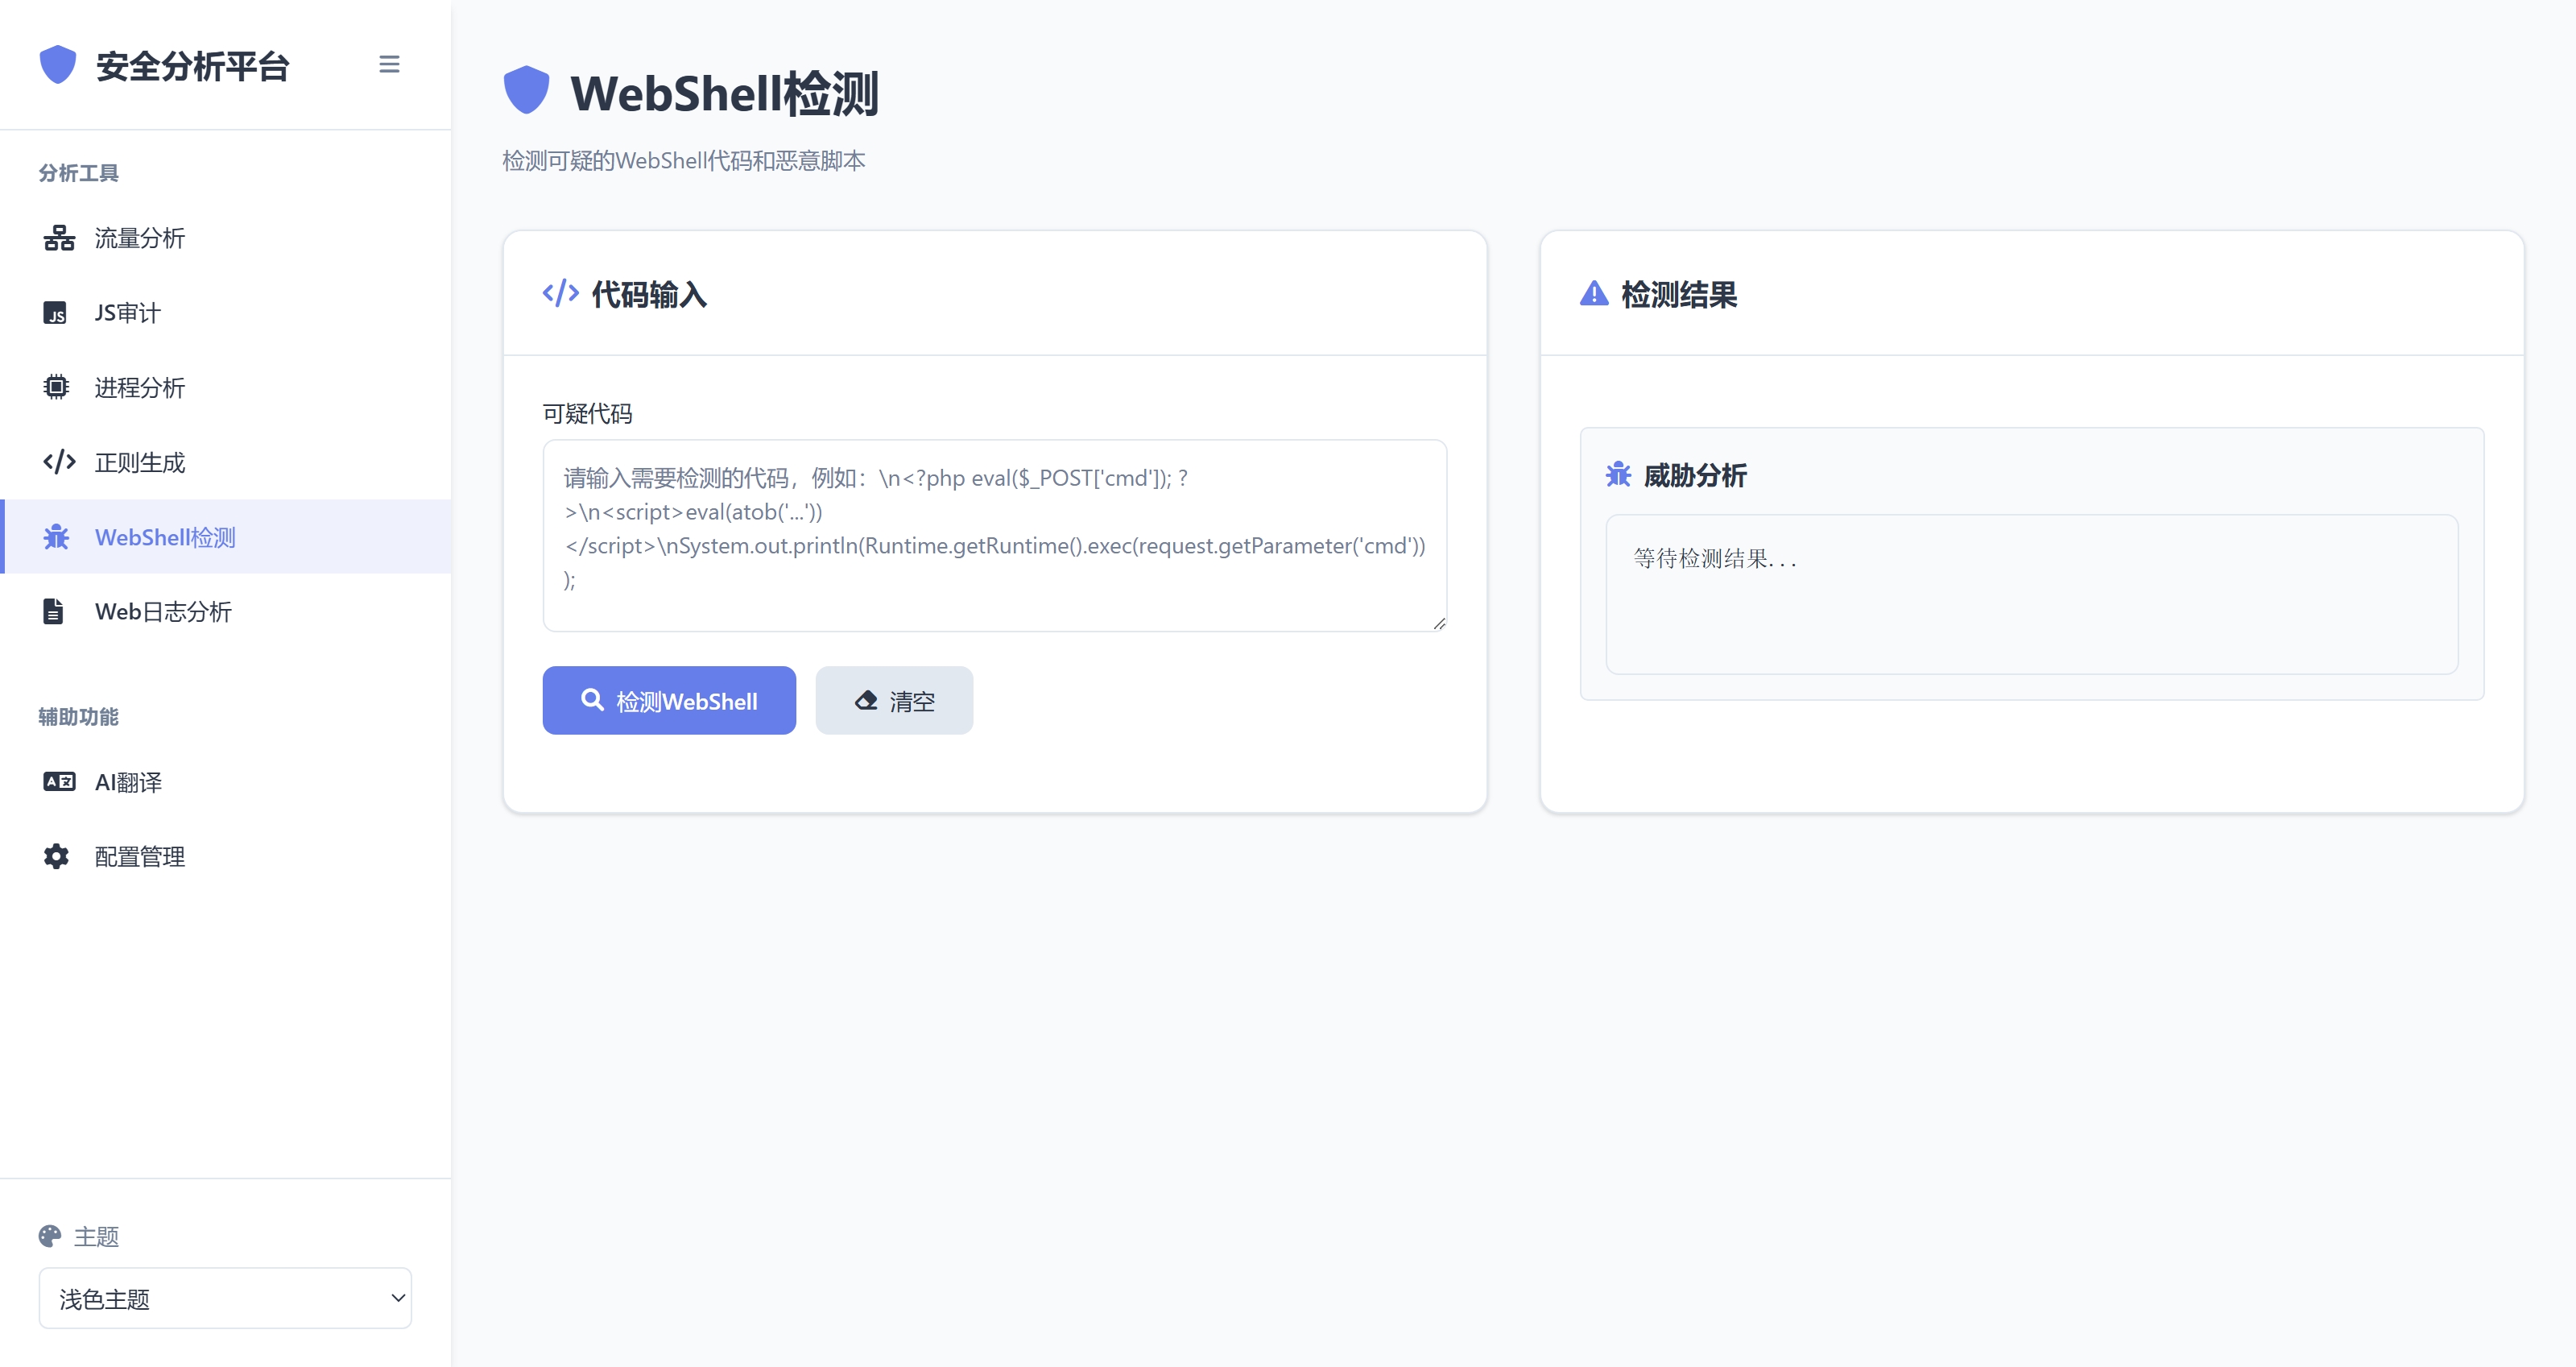 安全分析平台
分析工具
流量分析
JS审计
进程分析
正则生成
WebShell检测
Web日志分析
辅助功能
AI翻译
配置管理
主题
浅色主题
WebShell检测
检测可疑的WebShell代码和恶意脚本
代码输入
可疑代码
请输入需要检测的代码，例如：\n<?php eval($_POST['cmd']); ?
>\n<script>eval(atob('...'))
</script>\nSystem.out.println(Runtime.getRuntime().exec(request.getParameter('cmd'))
);
检测WebShell
清空
检测结果
威胁分析
等待检测结果...